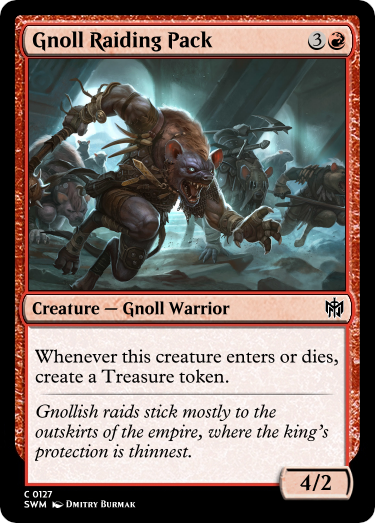 Gnoll Raiding Pack 3
Creature — Gnoll Warrior
Whenever this creature enters or dies,
create a Treasure token.
Gnollish raids stick mostly to the
outskirts of the empire, where the king's
protection is thinnest.
4/2
C 0127
SWM Dmitry Burmak